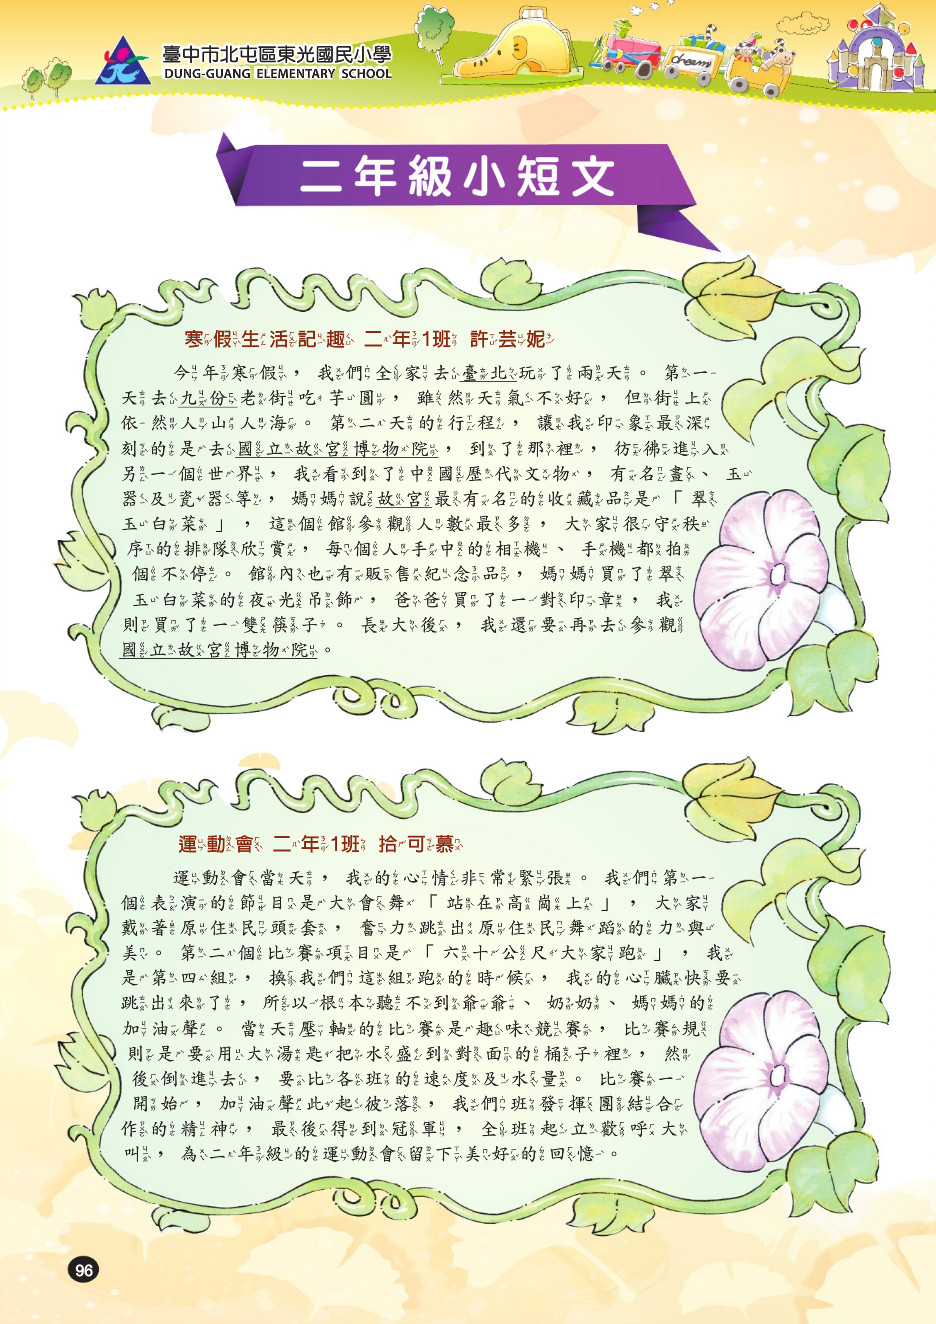 臺中市北屯區東光國民小學
DUNG-GUANG ELEMENTARY SCHOOL
dream
二年級小短文
寒假生活記趣 二年1班 許芸妮
今年寒假，我們全家去臺北玩了兩天。第一
天去九份老街吃芋圓，雖然天氣不好，但街上
依然人山人海。第二天的行程，讓我印象最深
刻的是去國立故宮博物院，到了那裡，彷彿進入
另一個世界，我看到了中國歷代文物，有名畫、玉
器及瓷器等，媽媽說故宮最有名的收藏品是「翠
玉白菜」，這個館參觀人數最多，大家很守秩
序的排隊欣賞，每個人手中的相機、手機都拍
個不停。館內也有販售紀念品，媽媽買了翠
玉白菜的夜光吊飾，爸爸買了一對印章，我
則買了一雙筷子。長大後，我還要再去參觀
國立故宮博物院。
運動會 二年1班 拾可慕
運動會當天，我的心情非常緊張。我們第一
個表演的節目是大會舞「站在高崗上」，大家
戴著原住民頭套，奮力跳出原住民舞蹈的力與
美。第二個比賽項目是「六十公尺大家跑」，我
是第四組，換我們這組跑的時候，我的心臟快要
跳出來了，所以根本聽不到爺爺、奶奶、媽媽的
加油聲。當天壓軸的比賽是趣味競賽，比賽規
則是要用大湯匙把水盛到對面的桶子裡，然
後倒進去，要比各班的速度及水量。比賽一
開始，加油聲此起彼落，我們班發揮團結合
作的精神，最後得到冠軍，全班起立歡呼大
叫，為二年級的運動會留下美好的回憶。
96